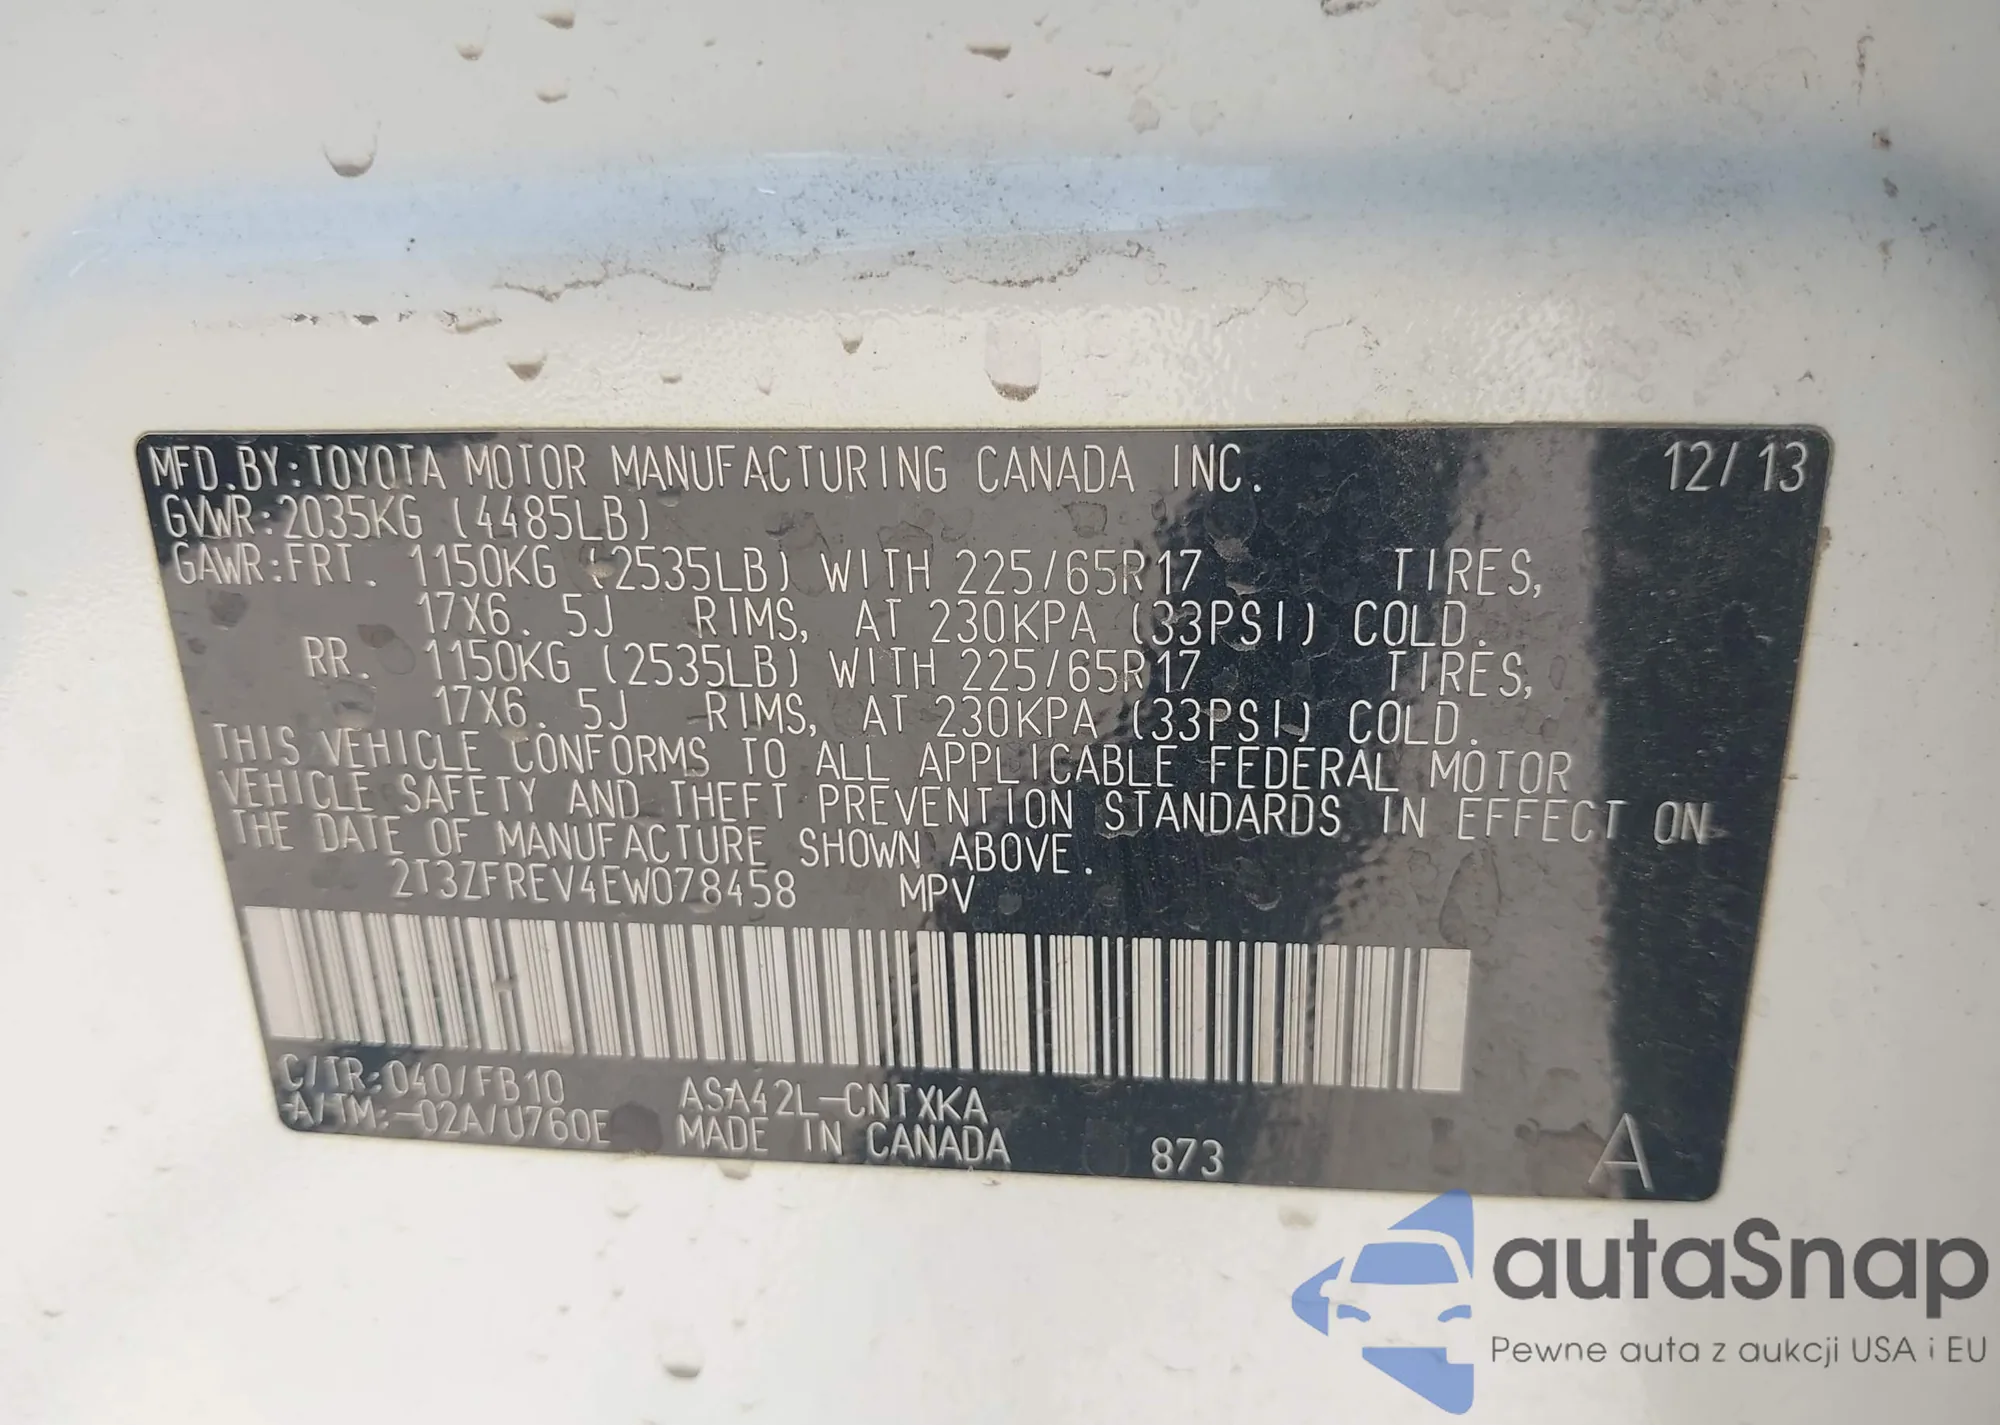 MFD.BY:TOYOTA MOTOR MANUFACTURING CANADA INC. 12/13
GVWR:2035KG (4485LB)
GAWR:FRT. 1150KG (2535LB) WITH 225/65R17 TIRES,
17X6.5J RIMS, AT 230KPA (33PSI) COLD.
RR. 1150KG (2535LB) WITH 225/65R17 TIRES,
17X6.5J RIMS, AT 230KPA (33PSI) COLD.
THIS VEHICLE CONFORMS TO ALL APPLICABLE FEDERAL MOTOR
VEHICLE SAFETY AND THEFT PREVENTION STANDARDS IN EFFECT ON
THE DATE OF MANUFACTURE SHOWN ABOVE.
2T3ZFREV4EW078458 MPV
C/TR:040/FB10 ASA42L-CNTXKA
A/TM:-02A/U760E MADE IN CANADA 873 A
autaSnap
Pewne auta z aukcji USA i EU